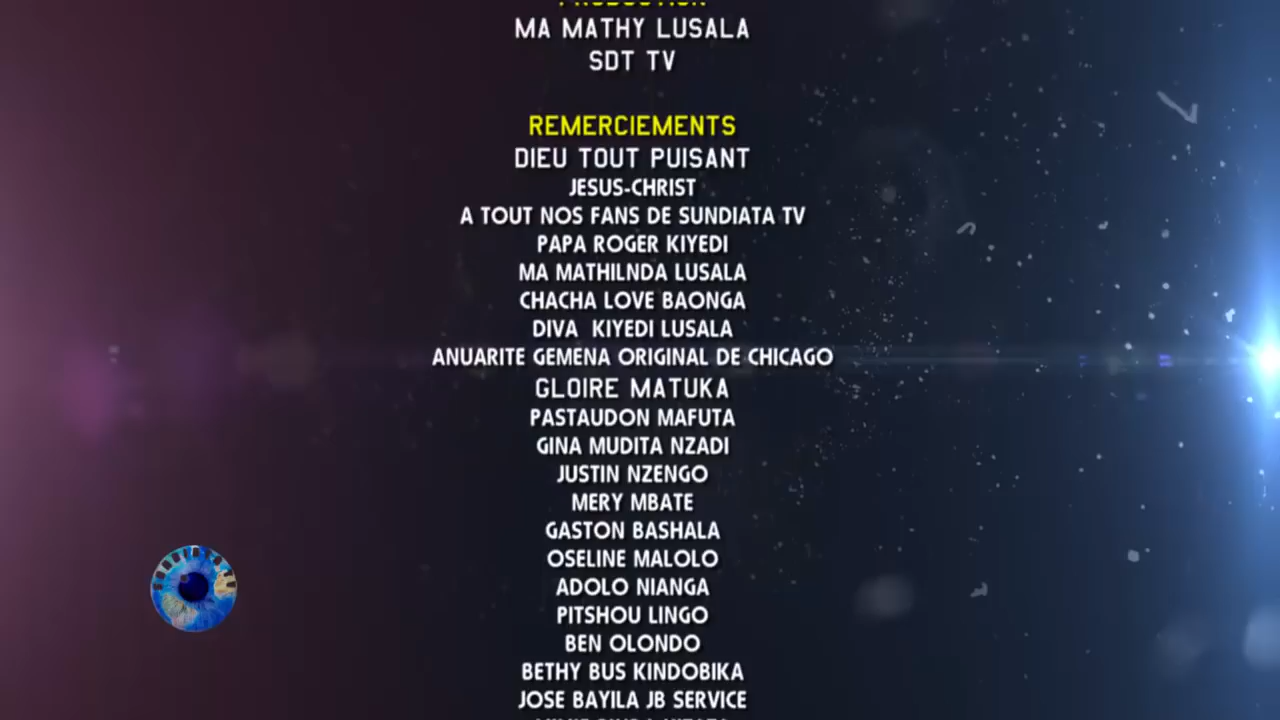 PRODUCTION
MA MATHY LUSALA
SDT TV
REMERCIEMENTS
DIEU TOUT PUISANT
JESUS-CHRIST
A TOUT NOS FANS DE SUNDIATA TV
PAPA ROGER KIYEDI
MA MATHILNDA LUSALA
CHACHA LOVE BAONGA
DIVA KIYEDI LUSALA
ANUARITE GEMENA ORIGINAL DE CHICAGO
GLOIRE MATUKA
PASTAUDON MAFUTA
GINA MUDITA NZADI
JUSTIN NZENGO
MERY MBATE
GASTON BASHALA
OSELINE MALOLO
ADOLO NIANGA
PITSHOU LINGO
BEN OLONDO
BETHY BUS KINDOBIKA
JOSE BAYILA JB SERVICE